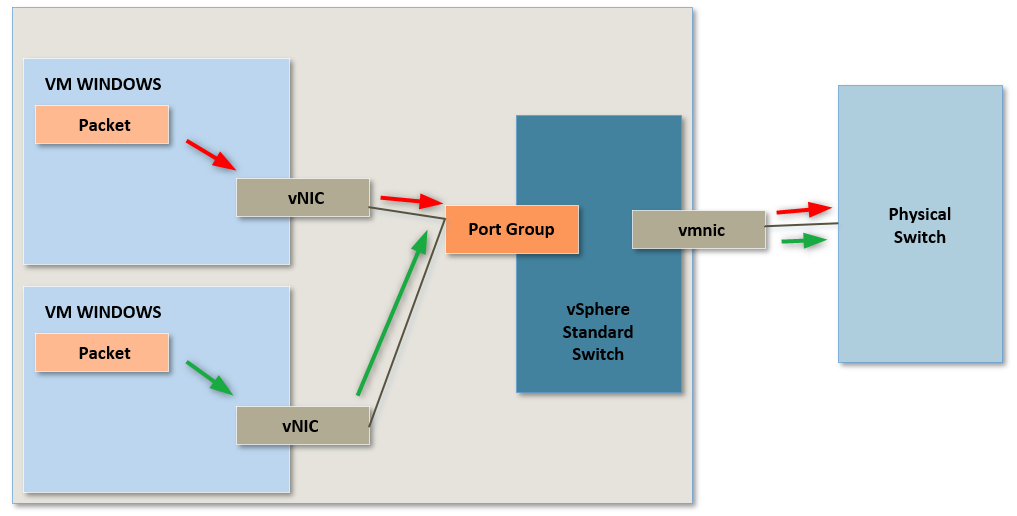 VM WINDOWS
Packet
vNIC
VM WINDOWS
Packet
vNIC
Port Group
vSphere
Standard
Switch
vmnic
Physical
Switch